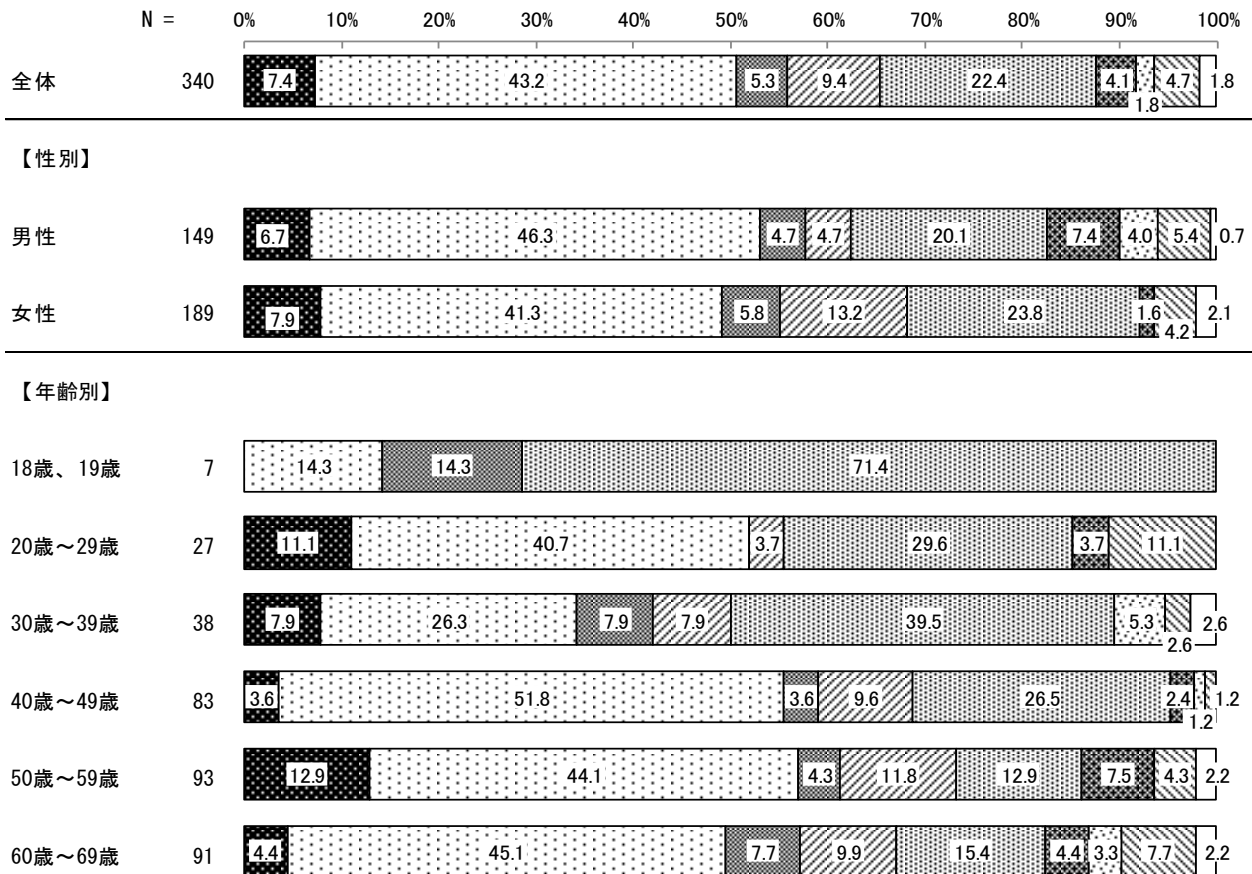 N = 0% 10% 20% 30% 40% 50% 60% 70% 80% 90% 100%
全体 340 7.4 43.2 5.3 9.4 22.4 4.1 1.8 4.7 1.8
【性別】
男性 149 6.7 46.3 4.7 4.7 20.1 7.4 4.0 5.4 0.7
女性 189 7.9 41.3 5.8 13.2 23.8 1.6 4.2 2.1
【年齢別】
18歳、19歳 7 14.3 14.3 71.4
20歳～29歳 27 11.1 40.7 3.7 29.6 3.7 11.1
30歳～39歳 38 7.9 26.3 7.9 7.9 39.5 5.3 2.6 2.6
40歳～49歳 83 3.6 51.8 3.6 9.6 26.5 2.4 1.2 1.2
50歳～59歳 93 12.9 44.1 4.3 11.8 12.9 7.5 4.3 2.2
60歳～69歳 91 4.4 45.1 7.7 9.9 15.4 4.4 3.3 7.7 2.2